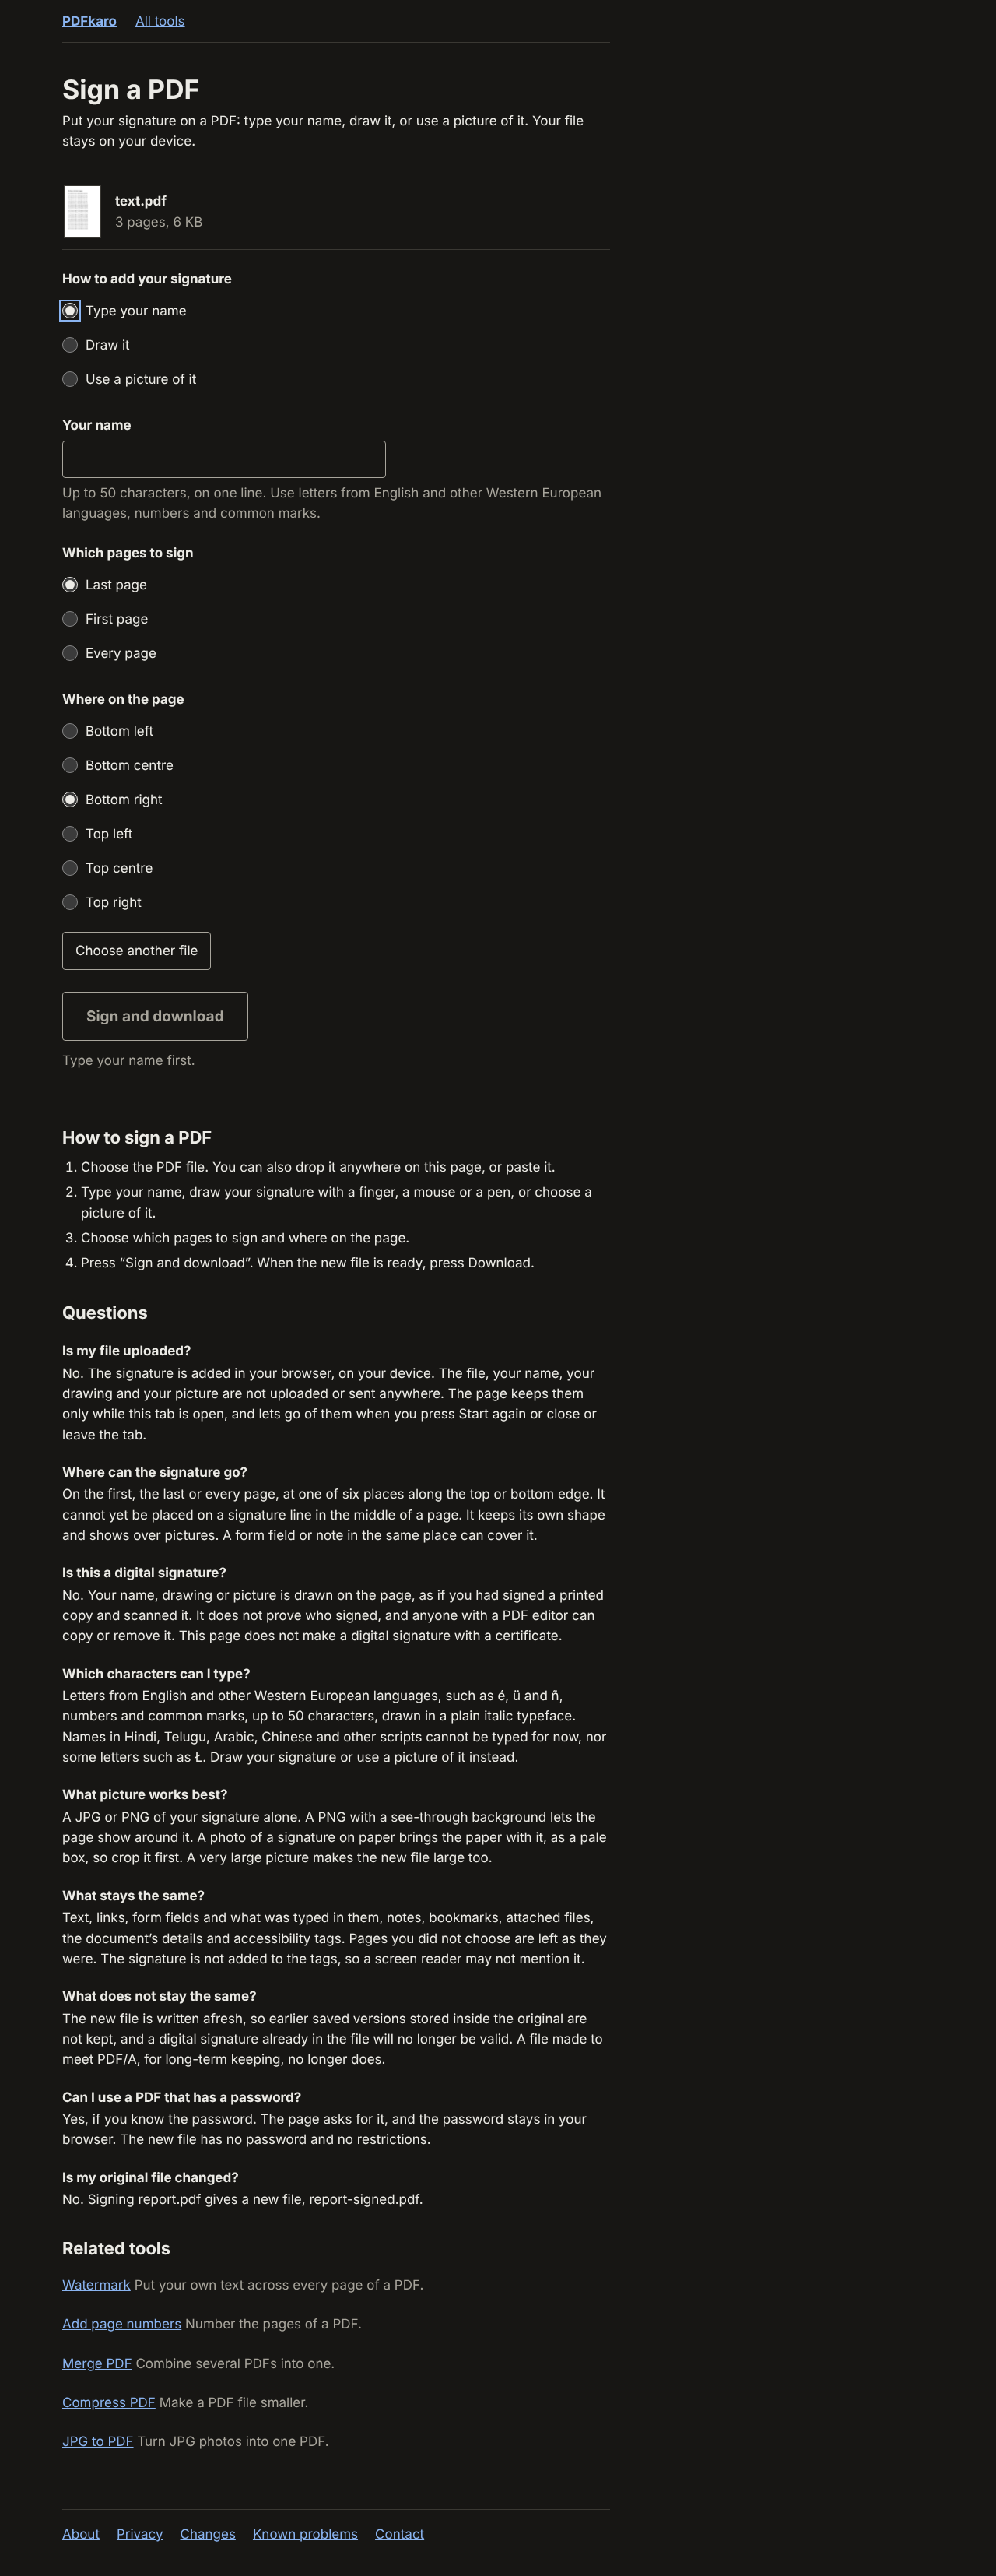 PDFkaro All tools
Sign a PDF
Put your signature on a PDF: type your name, draw it, or use a picture of it. Your file
stays on your device.
text.pdf
3 pages, 6 KB
How to add your signature
Type your name
Draw it
Use a picture of it
Your name
Up to 50 characters, on one line. Use letters from English and other Western European
languages, numbers and common marks.
Which pages to sign
Last page
First page
Every page
Where on the page
Bottom left
Bottom centre
Bottom right
Top left
Top centre
Top right
Choose another file
Sign and download
Type your name first.
How to sign a PDF
1. Choose the PDF file. You can also drop it anywhere on this page, or paste it.
2. Type your name, draw your signature with a finger, a mouse or a pen, or choose a
picture of it.
3. Choose which pages to sign and where on the page.
4. Press “Sign and download”. When the new file is ready, press Download.
Questions
Is my file uploaded?
No. The signature is added in your browser, on your device. The file, your name, your
drawing and your picture are not uploaded or sent anywhere. The page keeps them
only while this tab is open, and lets go of them when you press Start again or close or
leave the tab.
Where can the signature go?
On the first, the last or every page, at one of six places along the top or bottom edge. It
cannot yet be placed on a signature line in the middle of a page. It keeps its own shape
and shows over pictures. A form field or note in the same place can cover it.
Is this a digital signature?
No. Your name, drawing or picture is drawn on the page, as if you had signed a printed
copy and scanned it. It does not prove who signed, and anyone with a PDF editor can
copy or remove it. This page does not make a digital signature with a certificate.
Which characters can I type?
Letters from English and other Western European languages, such as é, ü and ñ,
numbers and common marks, up to 50 characters, drawn in a plain italic typeface.
Names in Hindi, Telugu, Arabic, Chinese and other scripts cannot be typed for now, nor
some letters such as Ł. Draw your signature or use a picture of it instead.
What picture works best?
A JPG or PNG of your signature alone. A PNG with a see-through background lets the
page show around it. A photo of a signature on paper brings the paper with it, as a pale
box, so crop it first. A very large picture makes the new file large too.
What stays the same?
Text, links, form fields and what was typed in them, notes, bookmarks, attached files,
the document’s details and accessibility tags. Pages you did not choose are left as they
were. The signature is not added to the tags, so a screen reader may not mention it.
What does not stay the same?
The new file is written afresh, so earlier saved versions stored inside the original are
not kept, and a digital signature already in the file will no longer be valid. A file made to
meet PDF/A, for long-term keeping, no longer does.
Can I use a PDF that has a password?
Yes, if you know the password. The page asks for it, and the password stays in your
browser. The new file has no password and no restrictions.
Is my original file changed?
No. Signing report.pdf gives a new file, report-signed.pdf.
Related tools
Watermark Put your own text across every page of a PDF.
Add page numbers Number the pages of a PDF.
Merge PDF Combine several PDFs into one.
Compress PDF Make a PDF file smaller.
JPG to PDF Turn JPG photos into one PDF.
About Privacy Changes Known problems Contact